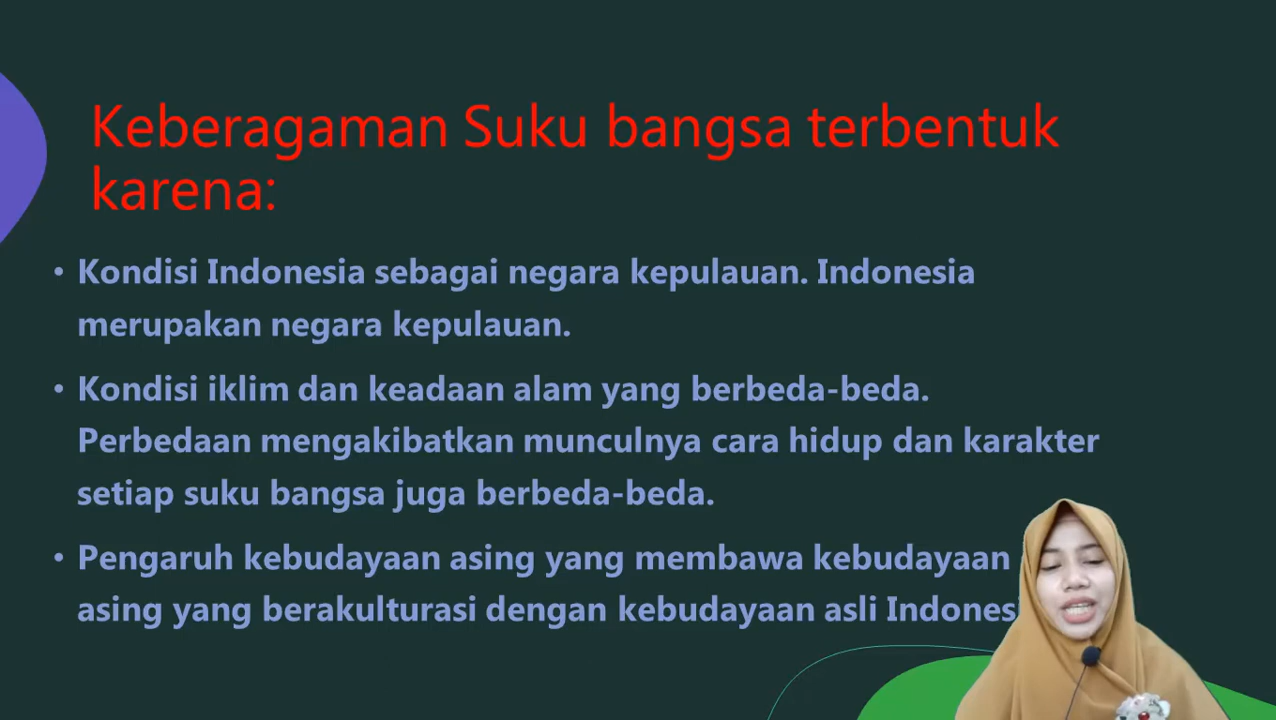 Keberagaman Suku bangsa terbentuk
karena:
• Kondisi Indonesia sebagai negara kepulauan. Indonesia
merupakan negara kepulauan.
• Kondisi iklim dan keadaan alam yang berbeda-beda.
Perbedaan mengakibatkan munculnya cara hidup dan karakter
setiap suku bangsa juga berbeda-beda.
• Pengaruh kebudayaan asing yang membawa kebudayaan
asing yang berakulturasi dengan kebudayaan asli